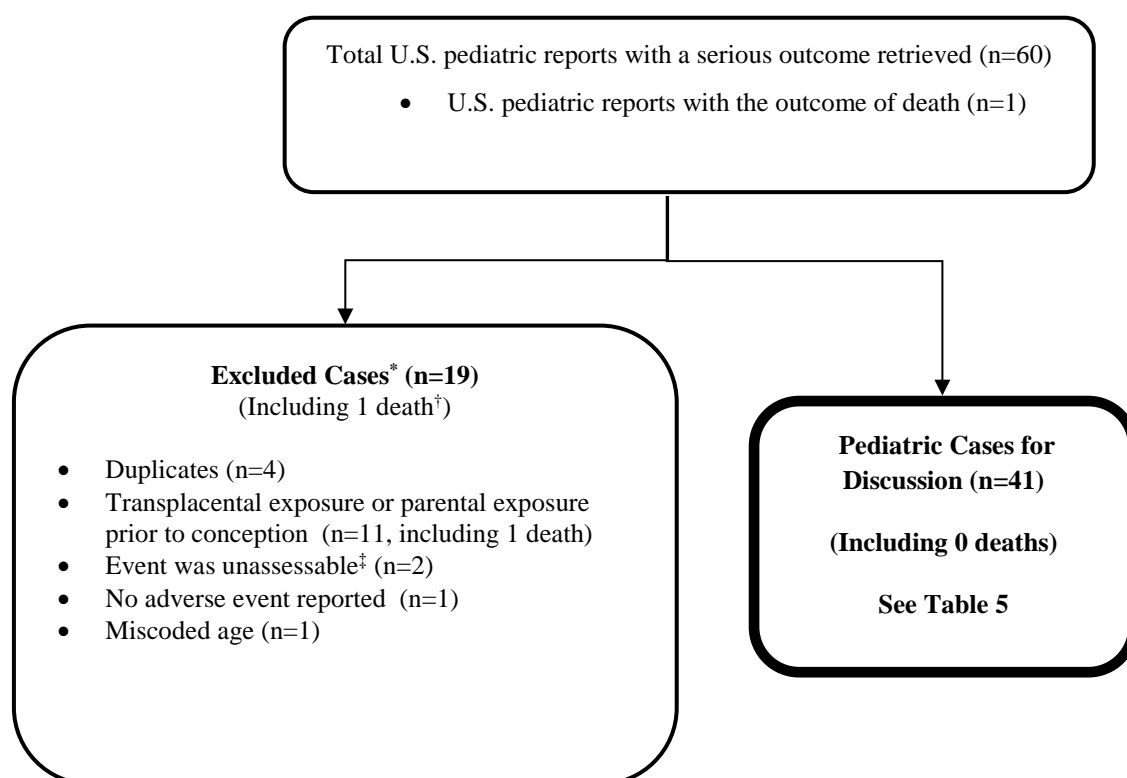 Total U.S. pediatric reports with a serious outcome retrieved (n=60)
• U.S. pediatric reports with the outcome of death (n=1)
Excluded Cases* (n=19)
(Including 1 death†)
• Duplicates (n=4)
• Transplacental exposure or parental exposure
prior to conception (n=11, including 1 death)
• Event was unassessable‡ (n=2)
• No adverse event reported (n=1)
• Miscoded age (n=1)
Pediatric Cases for
Discussion (n=41)
(Including 0 deaths)
See Table 5